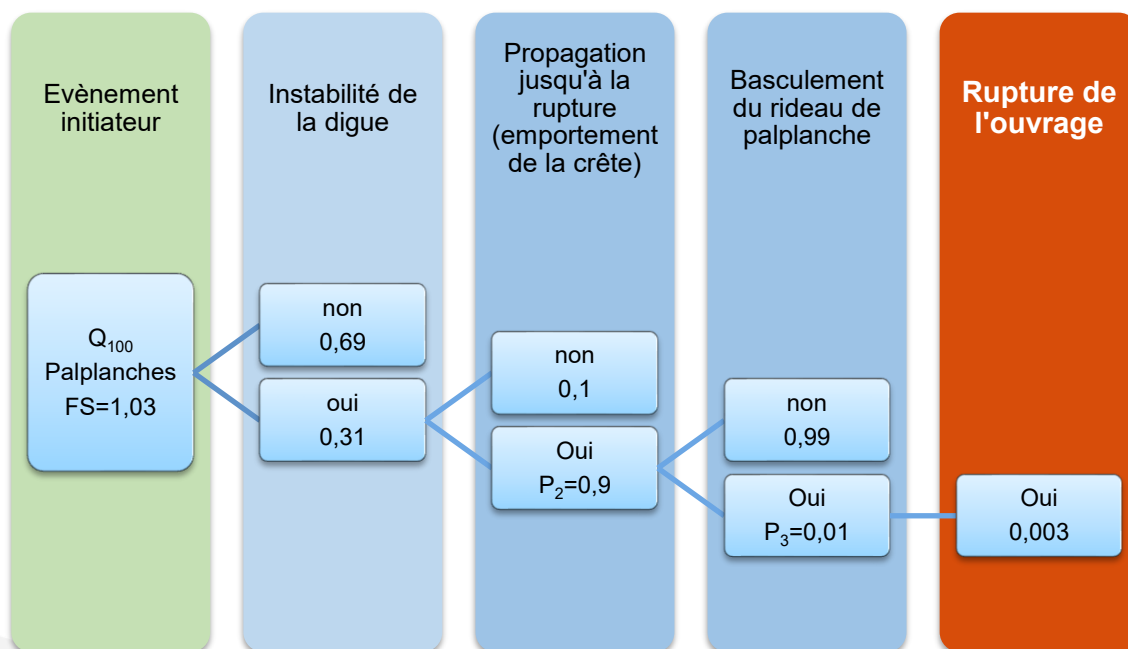 Evènement
initiateur
Instabilité de
la digue
Propagation
jusqu'à la
rupture
(emportement
de la crête)
Basculement
du rideau de
palplanche
Rupture de
l'ouvrage
Q100
Palplanches
FS=1,03
non
0,69
oui
0,31
non
0,1
Oui
P2=0,9
non
0,99
Oui
P3=0,01
Oui
0,003